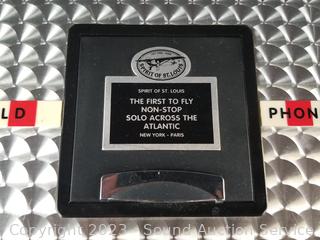 SPIRIT OF ST. LOUIS
SPIRIT OF ST. LOUIS
THE FIRST TO FLY
NON-STOP
SOLO ACROSS THE
ATLANTIC
NEW YORK - PARIS
LD
PHON
Copyright 2023 - Sound Auction Service